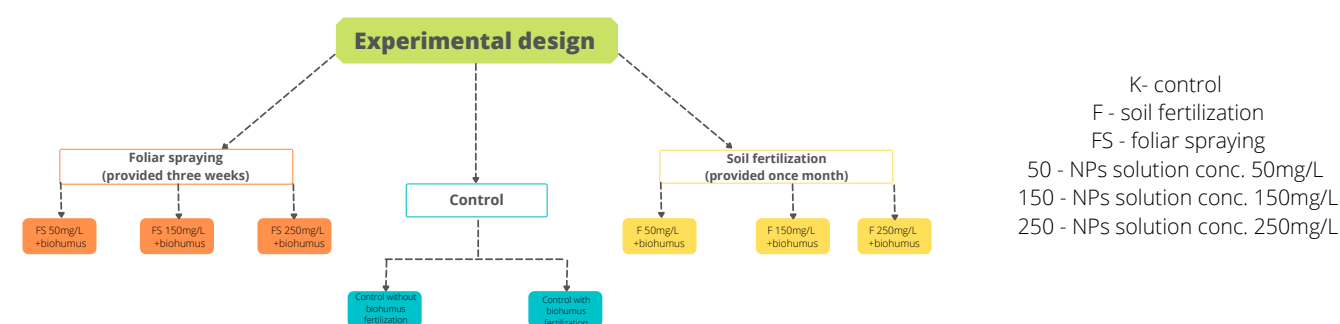 Experimental design
Foliar spraying
(provided three weeks)
FS 50mg/L
+biohumus
FS 150mg/L
+biohumus
FS 250mg/L
+biohumus
Control
Control without
biohumus
fertilization
Control with
biohumus
fertilization
Soil fertilization
(provided once month)
F 50mg/L
+biohumus
F 150mg/L
+biohumus
F 250mg/L
+biohumus
K- control
F - soil fertilization
FS - foliar spraying
50 - NPs solution conc. 50mg/L
150 - NPs solution conc. 150mg/L
250 - NPs solution conc. 250mg/L